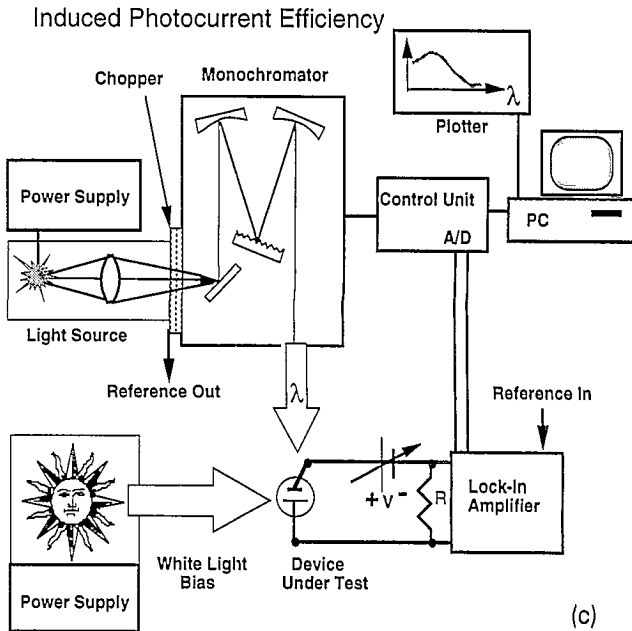 Induced Photocurrent Efficiency
Chopper
Monochromator
λ
Plotter
Power Supply
Control Unit
A/D
PC
Light Source
Reference Out
λ
Reference In
+ V -
R
Lock-In
Amplifier
White Light
Bias
Device
Under Test
Power Supply
(c)